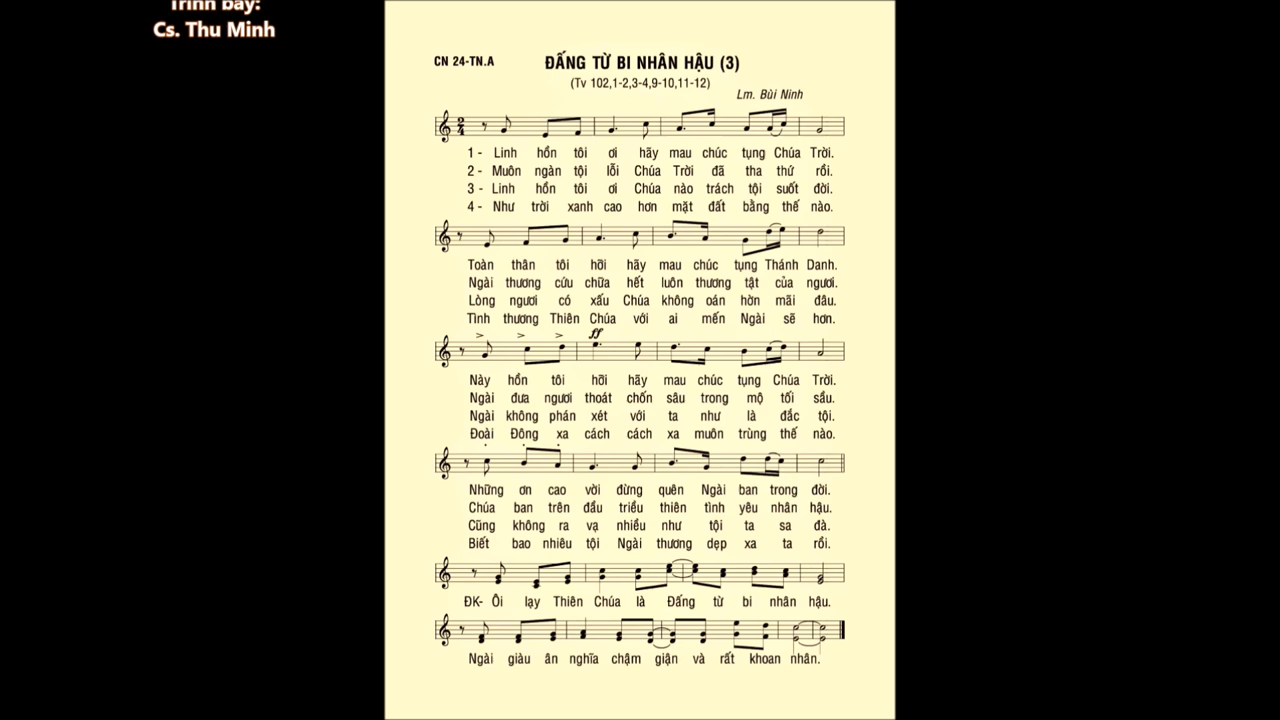 Trình bày:
Cs. Thu Minh
CN 24-TN.A
ĐẤNG TỪ BI NHÂN HẬU (3)
(Tv 102,1-2,3-4,9-10,11-12)
Lm. Bùi Ninh
2
4
1 - Linh hồn tôi ơi hãy mau chúc tụng Chúa Trời.
2 - Muôn ngàn tội lỗi Chúa Trời đã tha thứ rồi.
3 - Linh hồn tôi ơi Chúa nào trách tội suốt đời.
4 - Như trời xanh cao hơn mặt đất bằng thế nào.
Toàn thân tôi hỡi hãy mau chúc tụng Thánh Danh.
Ngài thương cứu chữa hết luôn thương tật của ngươi.
Lòng ngươi có xấu Chúa không oán hờn mãi đâu.
Tình thương Thiên Chúa với ai mến Ngài sẽ hơn.
ff
Này hồn tôi hỡi hãy mau chúc tụng Chúa Trời.
Ngài đưa ngươi thoát chốn sâu trong mộ tối sầu.
Ngài không phán xét với ta như là đắc tội.
Đoài Đông xa cách cách xa muôn trùng thế nào.
Những ơn cao vời đừng quên Ngài ban trong đời.
Chúa ban trên đầu triều thiên tình yêu nhân hậu.
Cũng không ra vạ nhiều như tội ta sa đà.
Biết bao nhiêu tội Ngài thương dẹp xa ta rồi.
ĐK- Ôi lạy Thiên Chúa là Đấng từ bi nhân hậu.
Ngài giàu ân nghĩa chậm giận và rất khoan nhân.